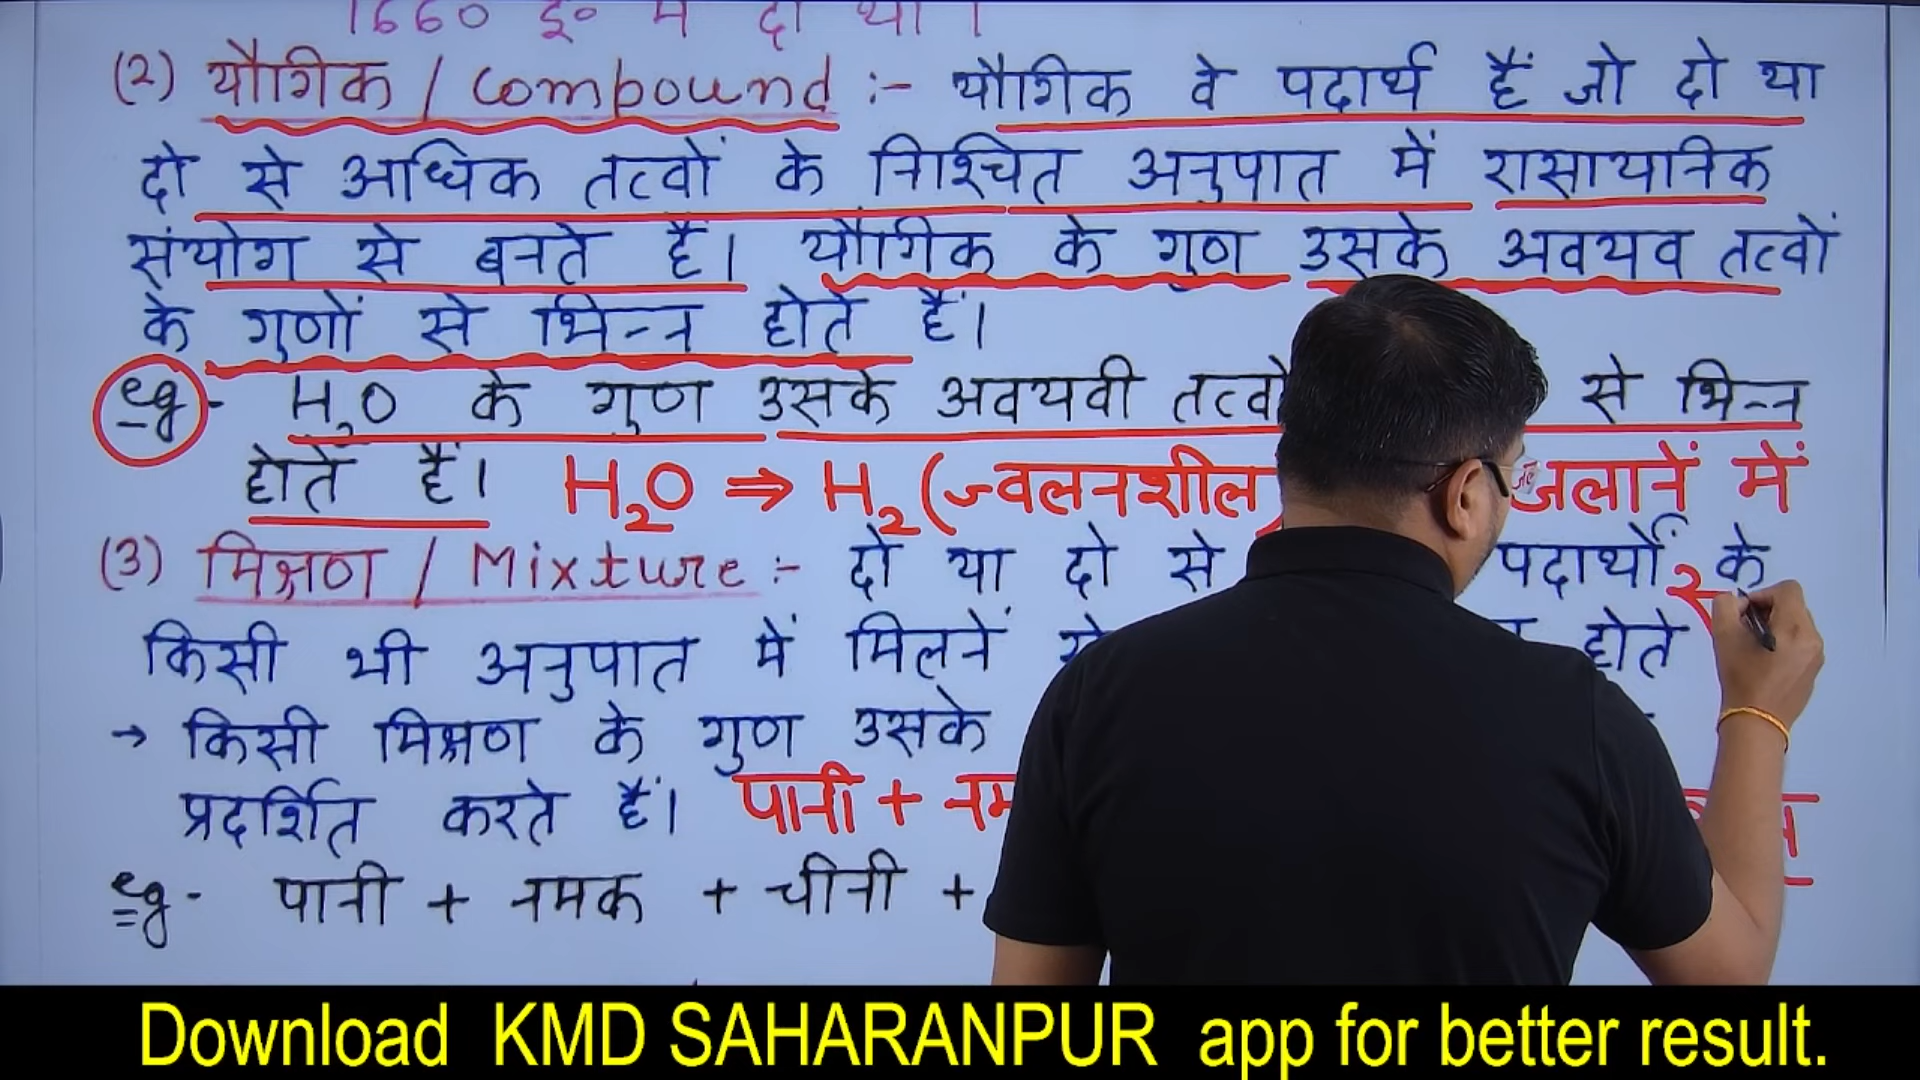 1660 ई० में दी थी।
(2) यौगिक / Compound :- यौगिक वे पदार्थ हैं जो दो या
दो से अधिक तत्वों के निश्चित अनुपात में रासायनिक
संयोग से बनते हैं। यौगिक के गुण उसके अवयव तत्वों
के गुणों से भिन्न होते हैं।
eg- H₂O के गुण उसके अवयवी तत्वों से भिन्न
होते हैं। H₂O ⇒ H₂ (ज्वलनशील) जलानें में
(3) मिश्रण / Mixture :- दो या दो से पदार्थों के
किसी भी अनुपात में मिलनें से होते
→ किसी मिश्रण के गुण उसके
प्रदर्शित करते हैं। पानी +
eg- पानी + नमक + चीनी +
Download KMD SAHARANPUR app for better result.